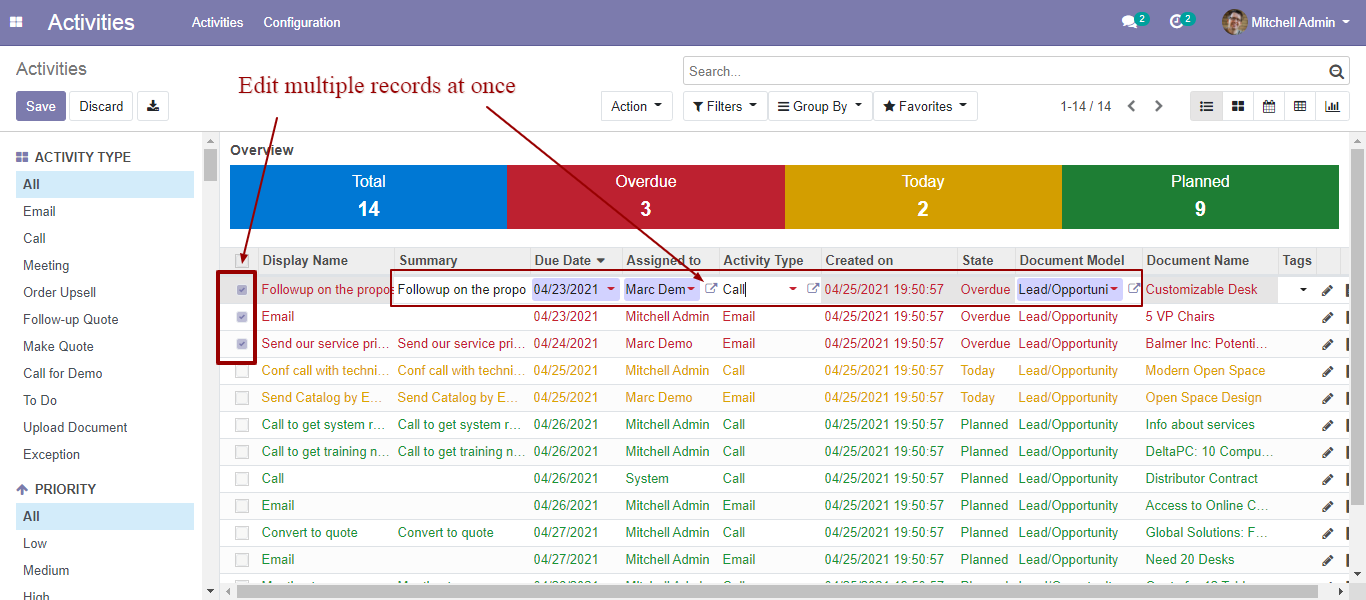 Activities Activities Configuration 2 2 Mitchell Admin
Activities
Search...
Edit multiple records at once
Save Discard Action Filters Group By Favorites 1-14 / 14
ACTIVITY TYPE
All
Email
Call
Meeting
Order Upsell
Follow-up Quote
Make Quote
Call for Demo
To Do
Upload Document
Exception
PRIORITY
All
Low
Medium
High
Overview
Total Overdue Today Planned
14 3 2 9
Display Name Summary Due Date Assigned to Activity Type Created on State Document Model Document Name Tags
Followup on the propo Followup on the propo 04/23/2021 Marc Dem Call 04/25/2021 19:50:57 Overdue Lead/Opportuni Customizable Desk
Email 04/23/2021 Mitchell Admin Email 04/25/2021 19:50:57 Overdue Lead/Opportunity 5 VP Chairs
Send our service pri... Send our service pri... 04/24/2021 Marc Demo Email 04/25/2021 19:50:57 Overdue Lead/Opportunity Balmer Inc: Potenti...
Conf call with techni... Conf call with techni... 04/25/2021 Mitchell Admin Call 04/25/2021 19:50:57 Today Lead/Opportunity Modern Open Space
Send Catalog by E... Send Catalog by E... 04/25/2021 Marc Demo Email 04/25/2021 19:50:57 Today Lead/Opportunity Open Space Design
Call to get system r... Call to get system r... 04/26/2021 Mitchell Admin Call 04/25/2021 19:50:57 Planned Lead/Opportunity Info about services
Call to get training n... Call to get training n... 04/26/2021 Mitchell Admin Call 04/25/2021 19:50:57 Planned Lead/Opportunity DeltaPC: 10 Compu...
Call 04/26/2021 System Call 04/25/2021 19:50:57 Planned Lead/Opportunity Distributor Contract
Email 04/26/2021 Mitchell Admin Email 04/25/2021 19:50:57 Planned Lead/Opportunity Access to Online C...
Convert to quote Convert to quote 04/27/2021 Mitchell Admin Call 04/25/2021 19:50:57 Planned Lead/Opportunity Global Solutions: F...
Email 04/27/2021 Mitchell Admin Email 04/25/2021 19:50:57 Planned Lead/Opportunity Need 20 Desks